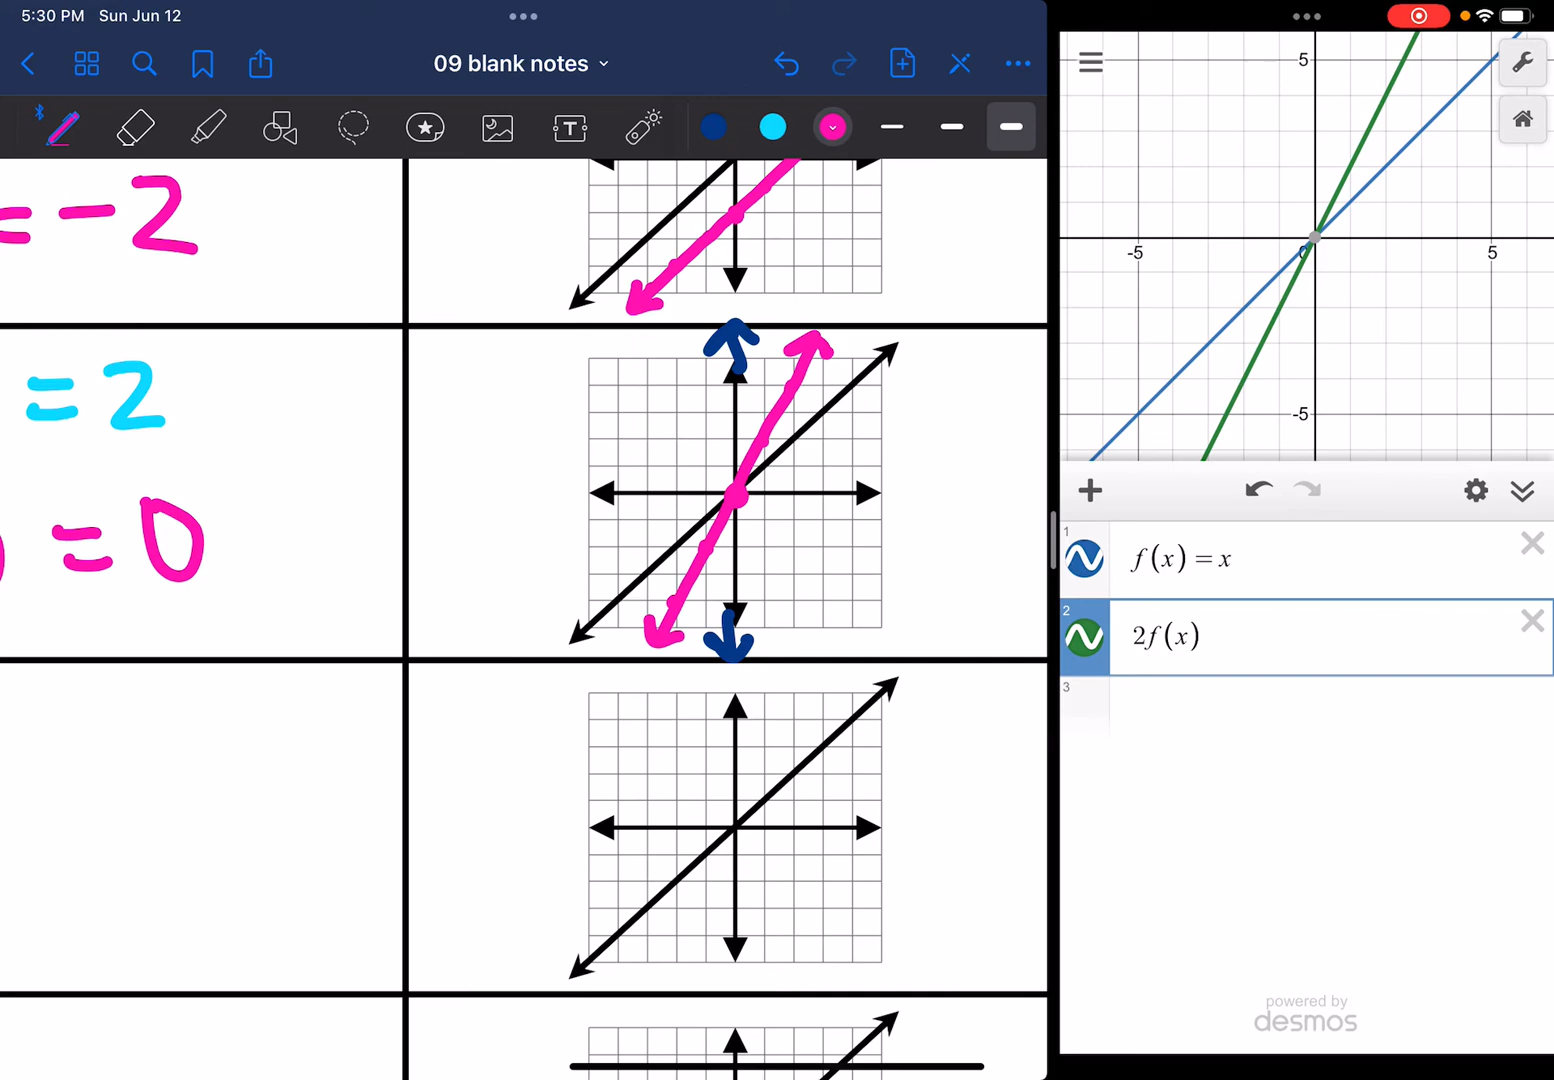 5:30 PM Sun Jun 12
09 blank notes
T
= -2
= 2
= 0
5
-5
0
5
-5
1
f(x) = x
2
2f(x)
3
powered by
desmos